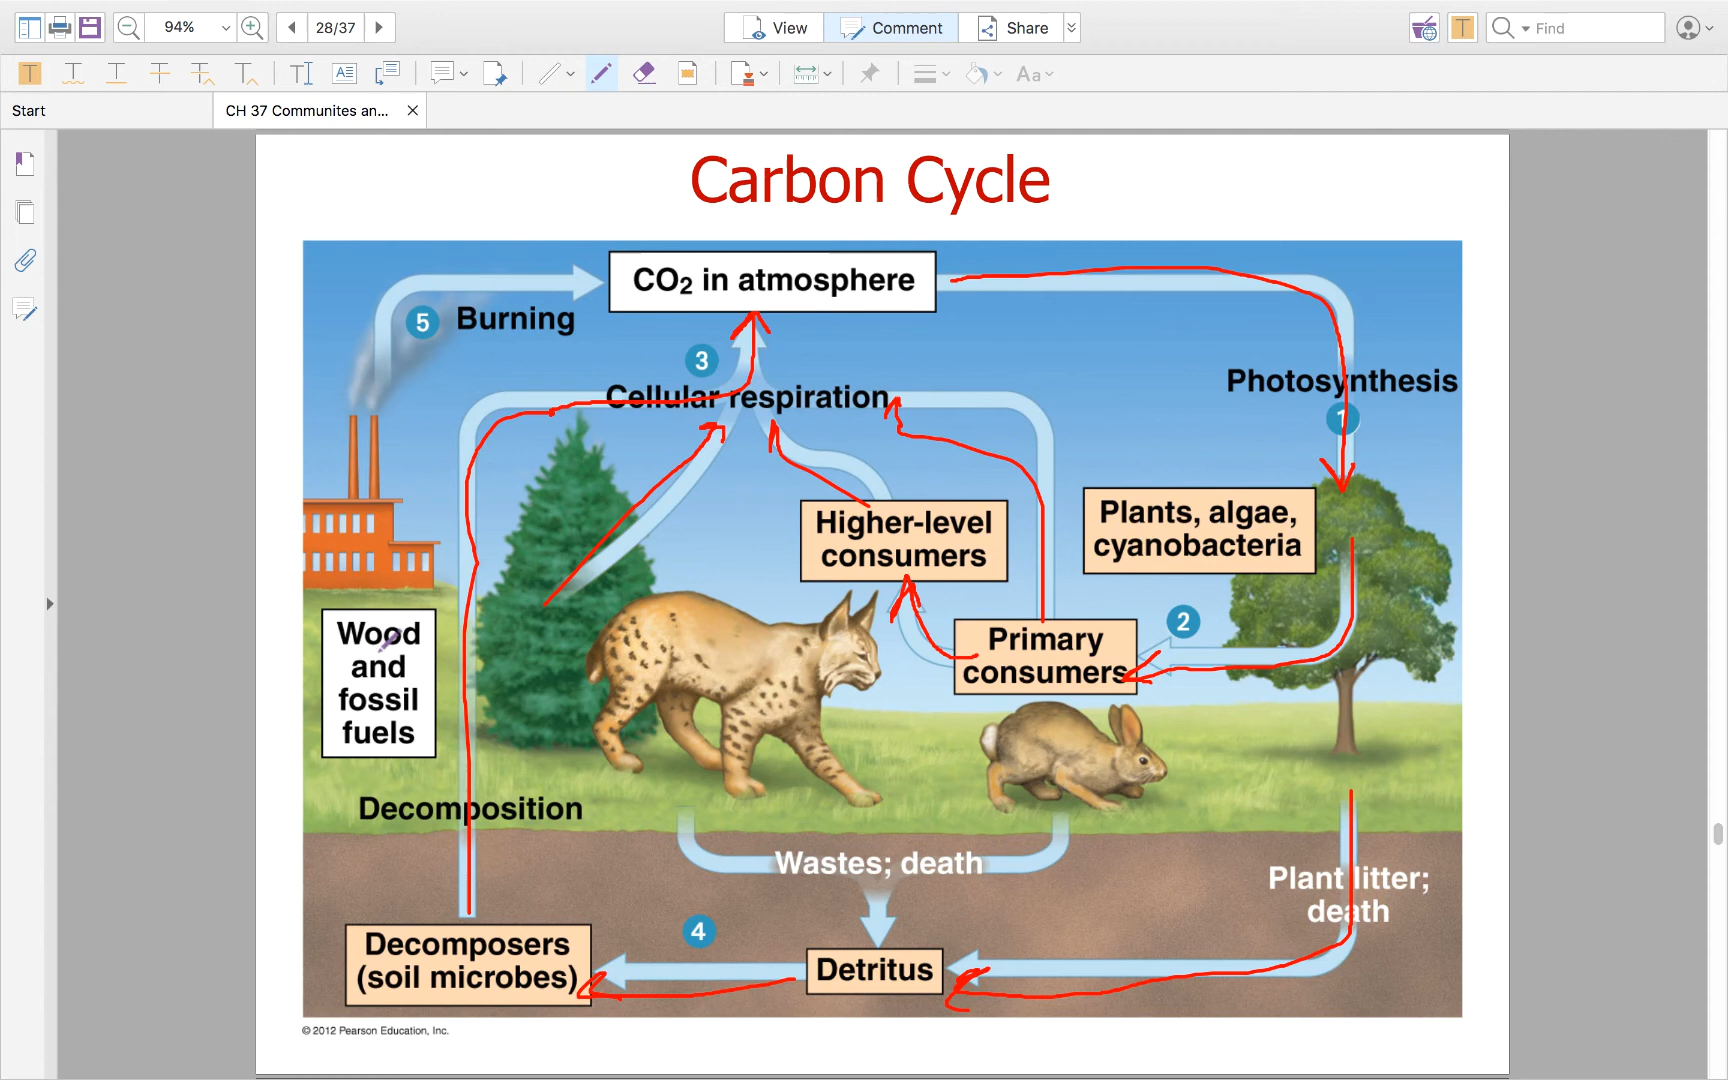 94%
28/37
View
Comment
Share
Find
Aa
Start
CH 37 Communites an...
Carbon Cycle
CO₂ in atmosphere
5 Burning
3
Cellular respiration
Photosynthesis
1
Higher-level
consumers
Plants, algae,
cyanobacteria
2
Primary
consumers
Wood
and
fossil
fuels
Decomposition
Wastes; death
Plant litter;
death
4
Decomposers
(soil microbes)
Detritus
© 2012 Pearson Education, Inc.